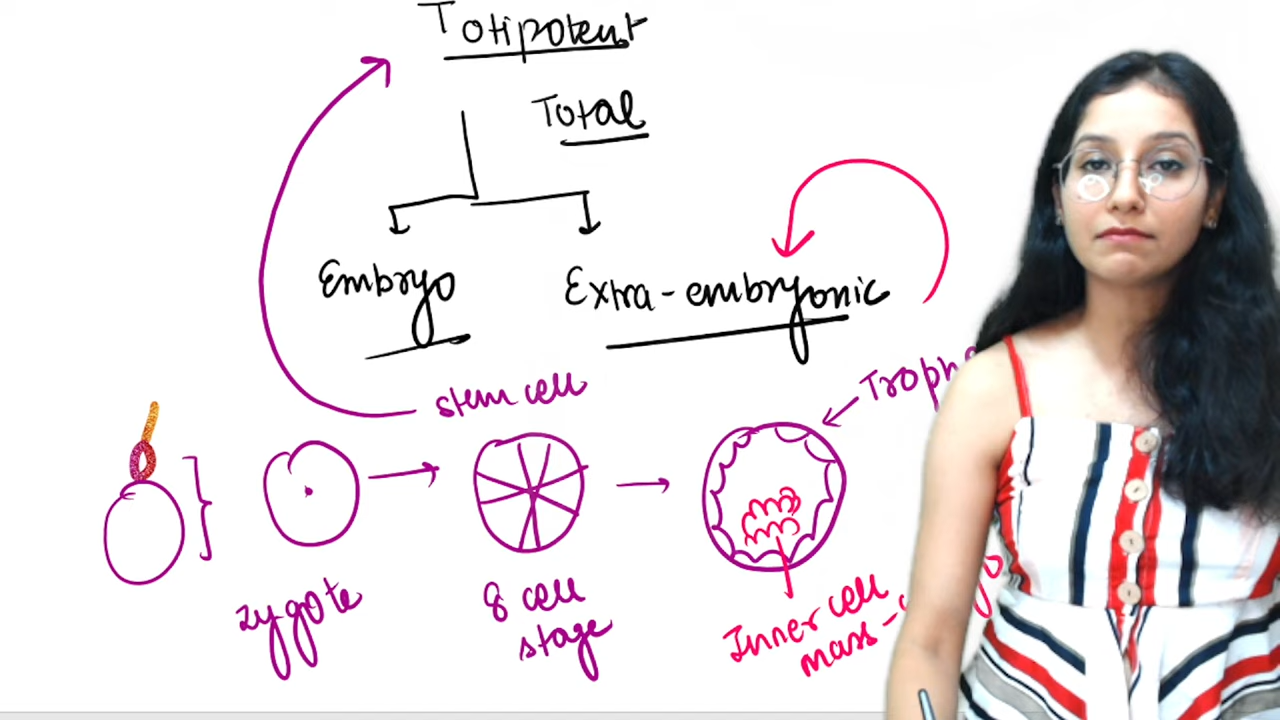 Totipotent
Total
Embryo
Extra-embryonic
stem cell
zygote
8 cell
stage
Inner cell
mass -